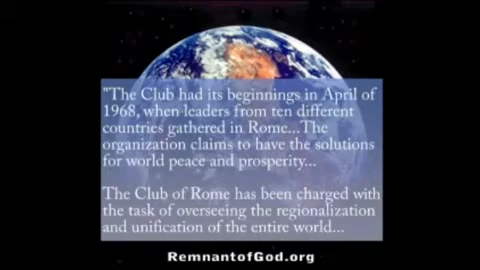 "The Club had its beginnings in April of
1968, when leaders from ten different
countries gathered in Rome...The
organization claims to have the solutions
for world peace and prosperity...
The Club of Rome has been charged with
the task of overseeing the regionalization
and unification of the entire world...
RemnantofGod.org